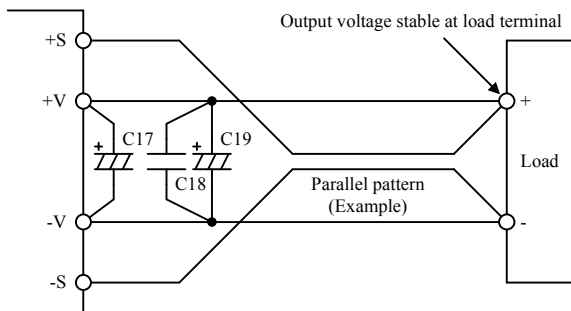 Output voltage stable at load terminal
+S
+V
+
+
C17
+
C19
C18
Load
Parallel pattern
(Example)
-V
-
-S